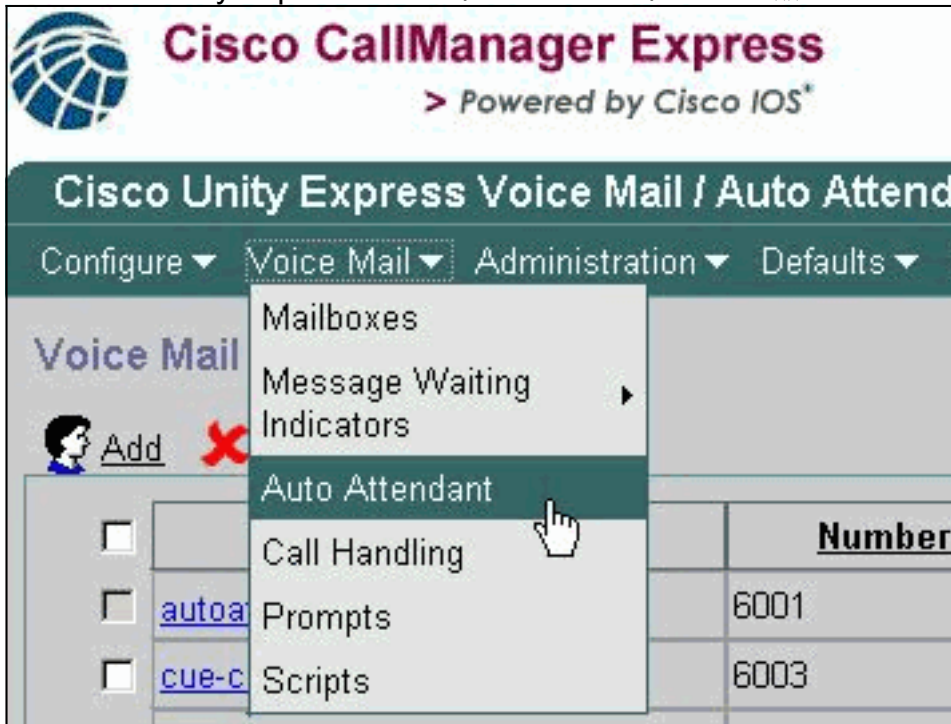 Cisco CallManager Express
> Powered by Cisco IOS®
Cisco Unity Express Voice Mail / Auto Attend
Configure Voice Mail Administration Defaults
Mailboxes
Voice Mail
Message Waiting
Indicators
Add
Auto Attendant
Number
Call Handling
autoa
6001
Prompts
cue-c
6003
Scripts